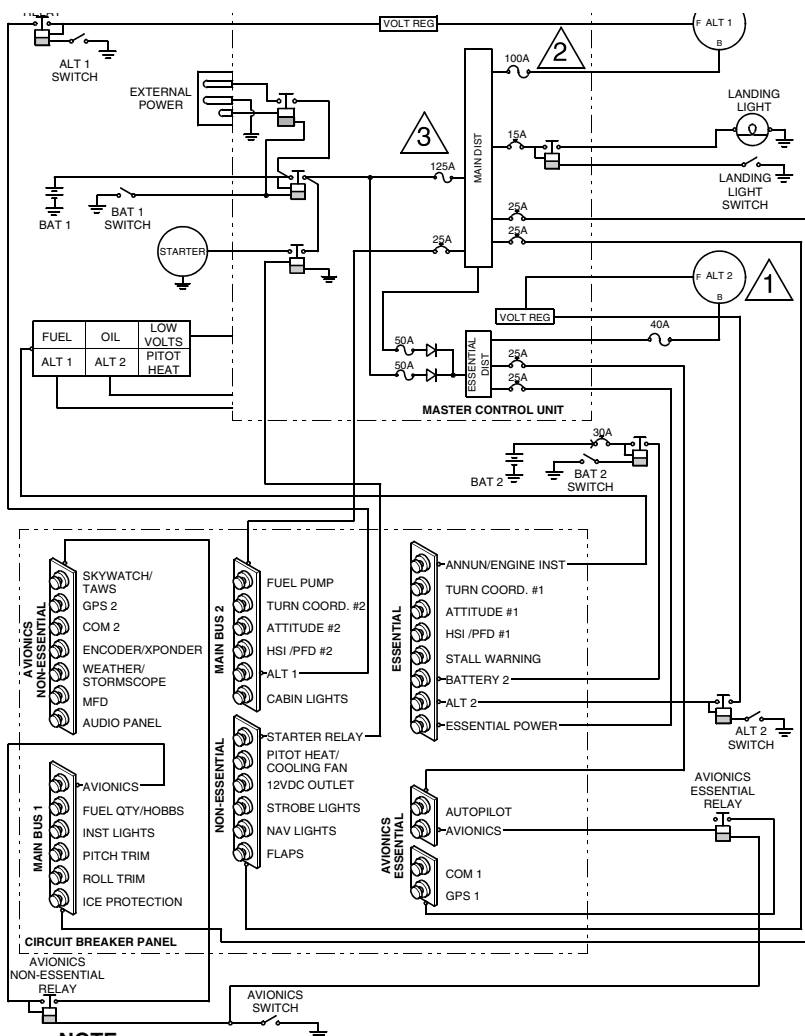 RELAY
VOLT REG
F ALT 1
B
ALT 1
SWITCH
2
100A
EXTERNAL
POWER
LANDING
LIGHT
3
15A
MAIN DIST
125A
LANDING
LIGHT
SWITCH
BAT 1
BAT 1
SWITCH
25A
25A
25A
STARTER
F ALT 2
B
1
VOLT REG
40A
FUEL
OIL
LOW
VOLTS
ALT 1
ALT 2
PITOT
HEAT
50A
50A
ESSENTIAL
DIST
25A
25A
MASTER CONTROL UNIT
30A
BAT 2
BAT 2
SWITCH
AVIONICS
NON-ESSENTIAL
SKYWATCH/
TAWS
GPS 2
COM 2
ENCODER/XPONDER
WEATHER/
STORMSCOPE
MFD
AUDIO PANEL
MAIN BUS 2
FUEL PUMP
TURN COORD. #2
ATTITUDE #2
HSI /PFD #2
ALT 1
CABIN LIGHTS
ESSENTIAL
ANNUN/ENGINE INST
TURN COORD. #1
ATTITUDE #1
HSI /PFD #1
STALL WARNING
BATTERY 2
ALT 2
ESSENTIAL POWER
ALT 2
SWITCH
MAIN BUS 1
AVIONICS
FUEL QTY/HOBBS
INST LIGHTS
PITCH TRIM
ROLL TRIM
ICE PROTECTION
NON-ESSENTIAL
STARTER RELAY
PITOT HEAT/
COOLING FAN
12VDC OUTLET
STROBE LIGHTS
NAV LIGHTS
FLAPS
AVIONICS
ESSENTIAL
AUTOPILOT
AVIONICS
COM 1
GPS 1
AVIONICS
ESSENTIAL
RELAY
CIRCUIT BREAKER PANEL
AVIONICS
NON-ESSENTIAL
RELAY
AVIONICS
SWITCH
NOTE